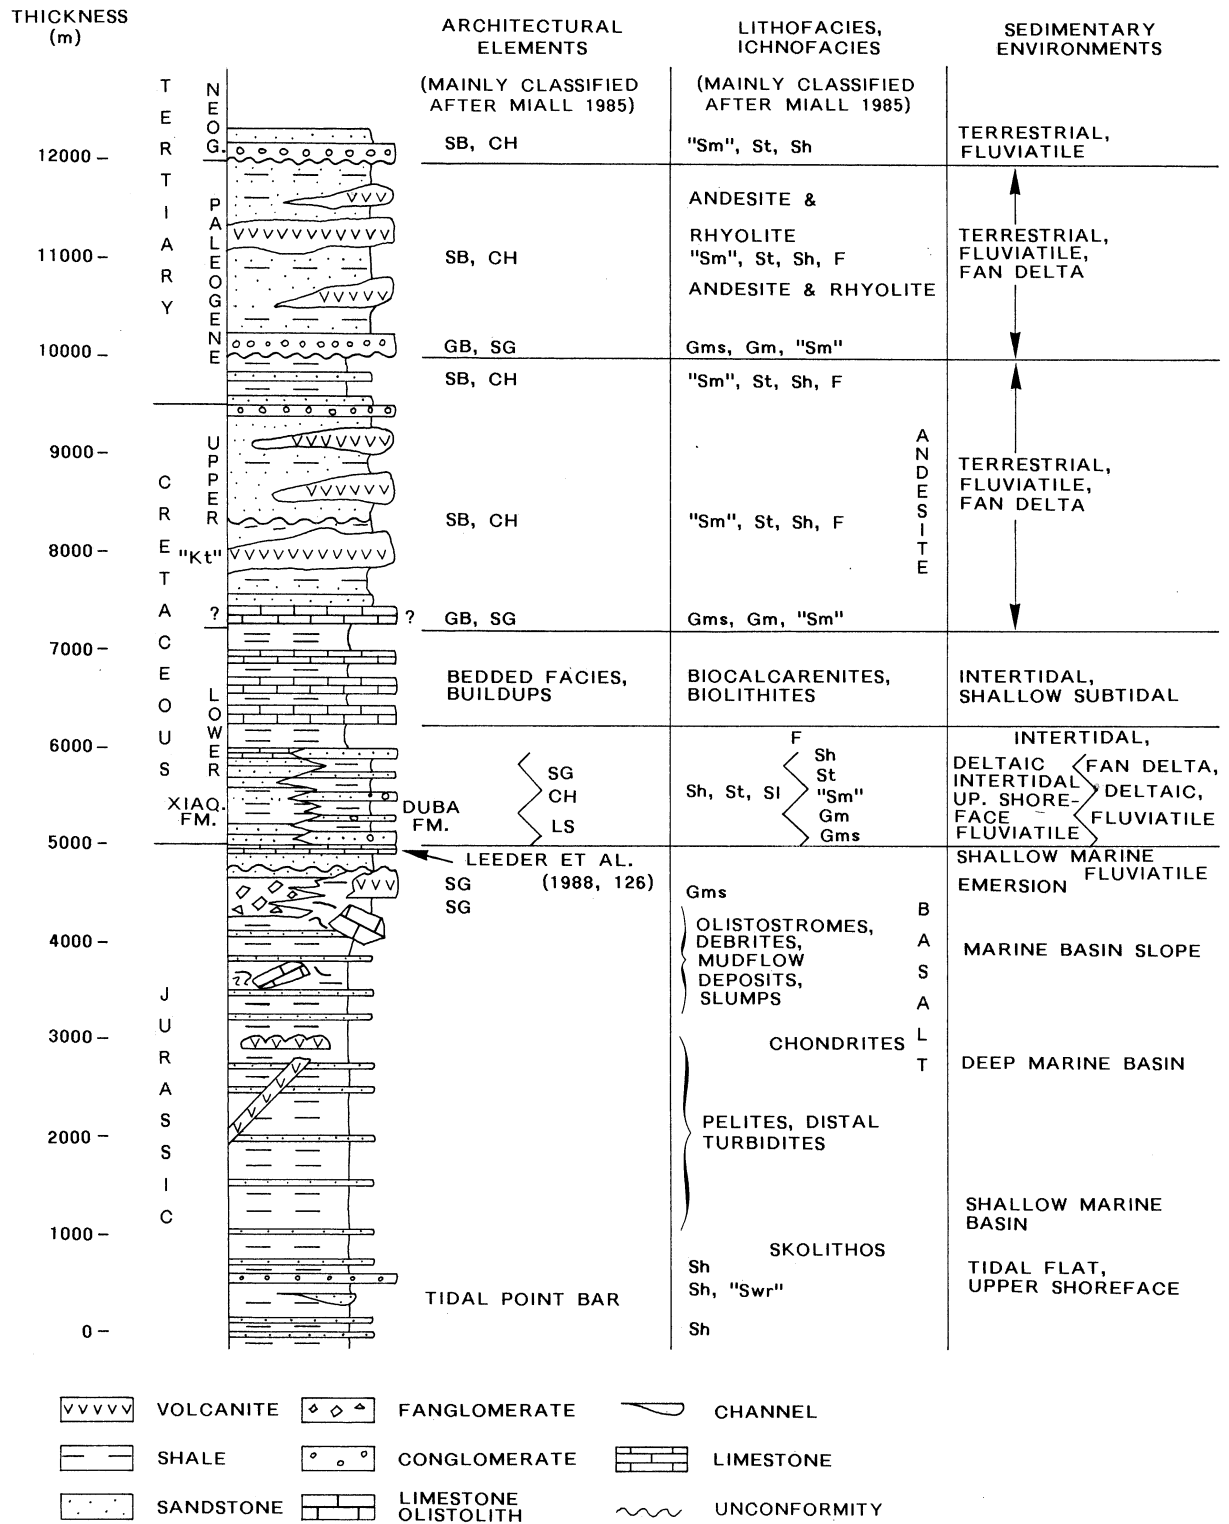 THICKNESS
(m)
ARCHITECTURAL
ELEMENTS
LITHOFACIES,
ICHNOFACIES
SEDIMENTARY
ENVIRONMENTS
(MAINLY CLASSIFIED
AFTER MIALL 1985)
(MAINLY CLASSIFIED
AFTER MIALL 1985)
TERTIARY
NEOG.
PALEOGENE
CRETACEOUS
UPPER
"Kt"
?
LOWER
XIAQ.
FM.
JURASSIC
12000
11000
10000
9000
8000
7000
6000
5000
4000
3000
2000
1000
0
?
DUBA
FM.
LEEDER ET AL.
(1988, 126)
SB, CH
SB, CH
GB, SG
SB, CH
SB, CH
GB, SG
BEDDED FACIES,
BUILDUPS
SG
CH
LS
SG
SG
TIDAL POINT BAR
"Sm", St, Sh
ANDESITE &
RHYOLITE
"Sm", St, Sh, F
ANDESITE & RHYOLITE
Gms, Gm, "Sm"
"Sm", St, Sh, F
ANDESITE
"Sm", St, Sh, F
Gms, Gm, "Sm"
BIOCALCARENITES,
BIOLITHITES
F
Sh
St
Sh, St, Sl
"Sm"
Gm
Gms
Gms
BASALT
OLISTOSTROMES,
DEBRITES,
MUDFLOW
DEPOSITS,
SLUMPS
CHONDRITES
PELITES, DISTAL
TURBIDITES
SKOLITHOS
Sh
Sh, "Swr"
Sh
TERRESTRIAL,
FLUVIATILE
TERRESTRIAL,
FLUVIATILE,
FAN DELTA
TERRESTRIAL,
FLUVIATILE,
FAN DELTA
INTERTIDAL,
SHALLOW SUBTIDAL
INTERTIDAL,
DELTAIC
INTERTIDAL
UP. SHORE-
FACE
FLUVIATILE
FAN DELTA,
DELTAIC,
FLUVIATILE
SHALLOW MARINE
FLUVIATILE
EMERSION
MARINE BASIN SLOPE
DEEP MARINE BASIN
SHALLOW MARINE
BASIN
TIDAL FLAT,
UPPER SHOREFACE
VOLCANITE
FANGLOMERATE
CHANNEL
SHALE
CONGLOMERATE
LIMESTONE
SANDSTONE
LIMESTONE
OLISTOLITH
UNCONFORMITY